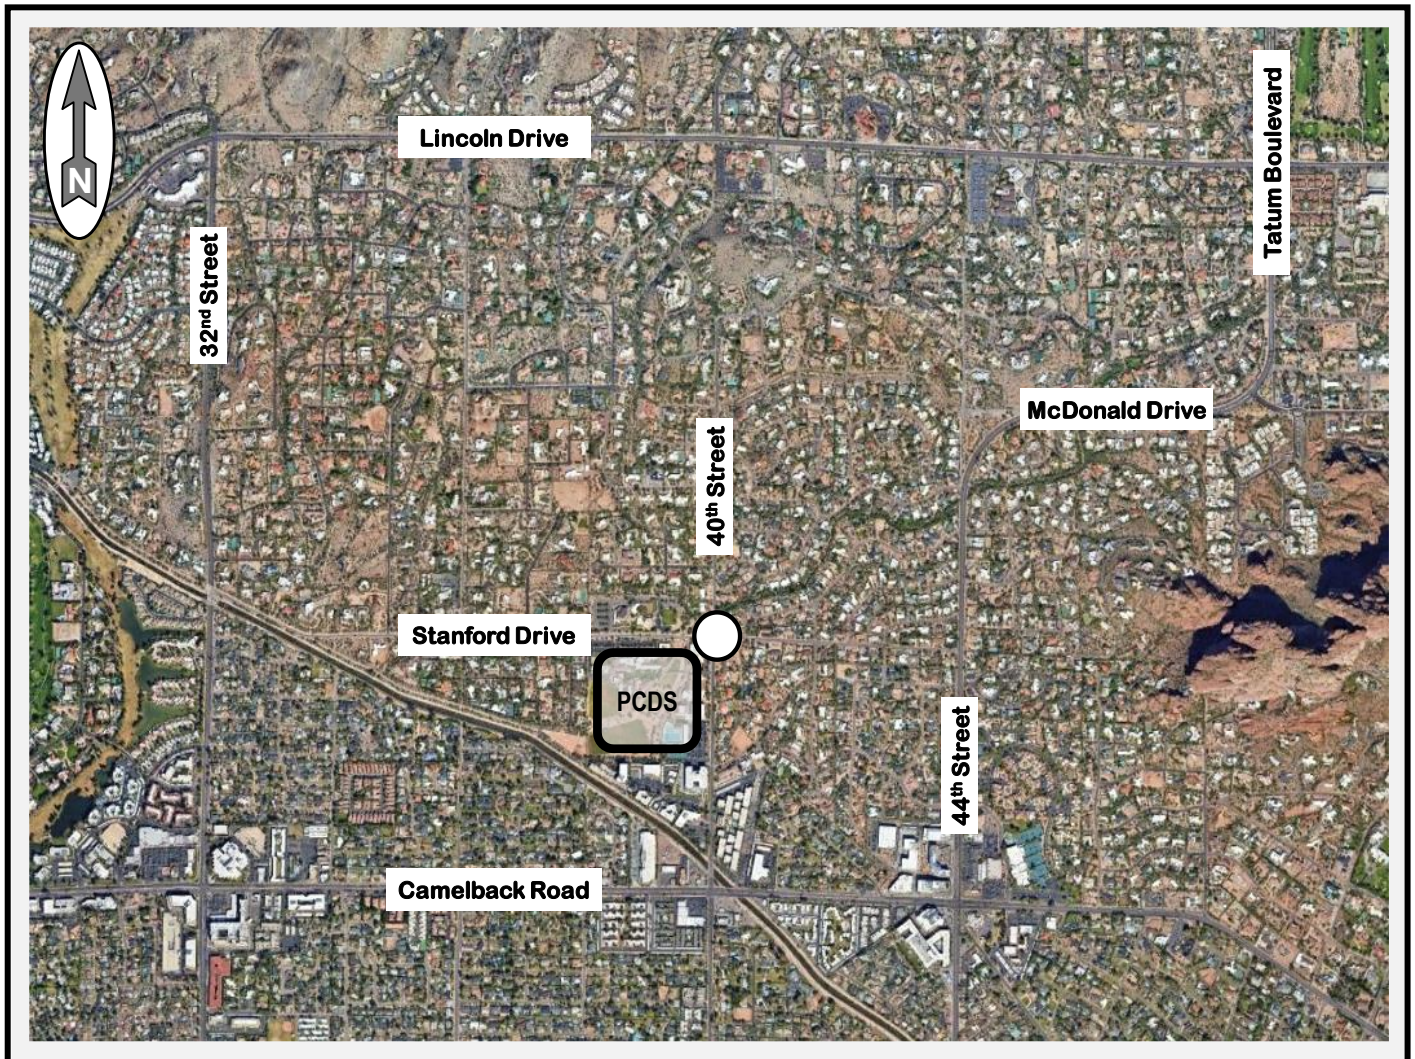 Lincoln Drive
Tatum Boulevard
N
32nd Street
McDonald Drive
40th Street
Stanford Drive
PCDS
44th Street
Camelback Road